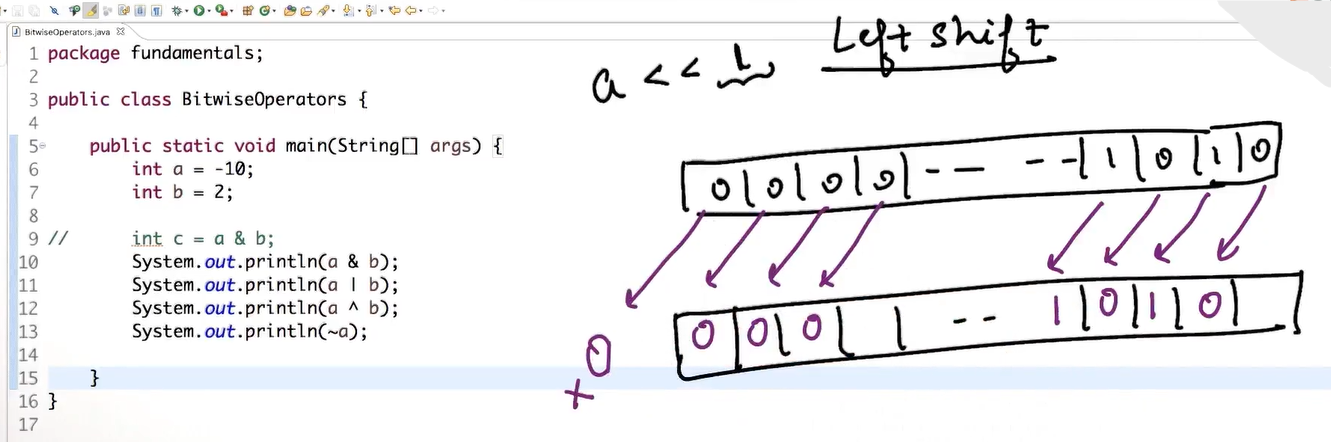 BitwiseOperators.java
1 package fundamentals;
2
3 public class BitwiseOperators {
4
5 public static void main(String[] args) {
6 int a = -10;
7 int b = 2;
8
9 // int c = a & b;
10 System.out.println(a & b);
11 System.out.println(a | b);
12 System.out.println(a ^ b);
13 System.out.println(~a);
14
15 }
16 }
17
Left shift
a << 1
0|0|0|0|-- --|1|0|1|0
0|0|0| | -- 1|0|1|0|
0
x